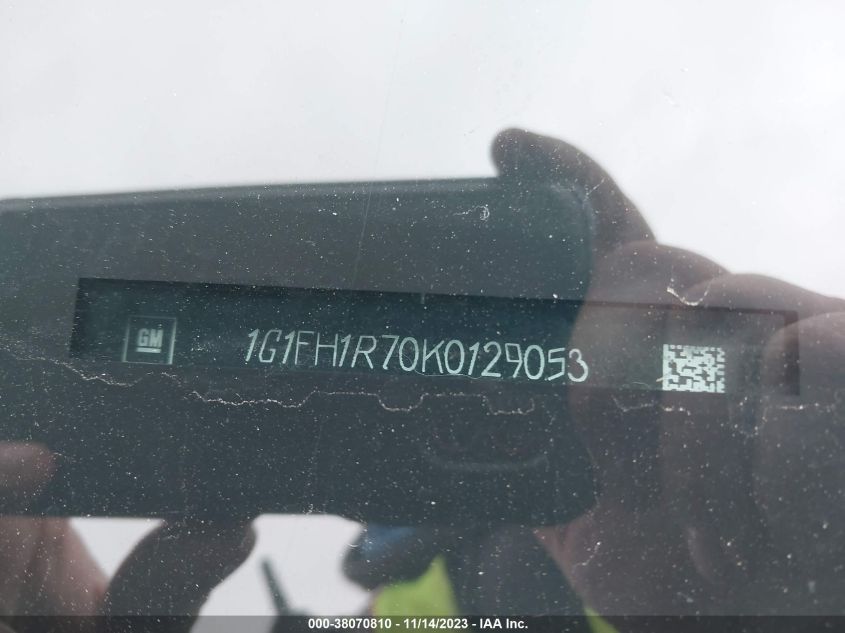 GM
1G1FH1R70K0129053
000-38070810 - 11/14/2023 - IAA Inc.